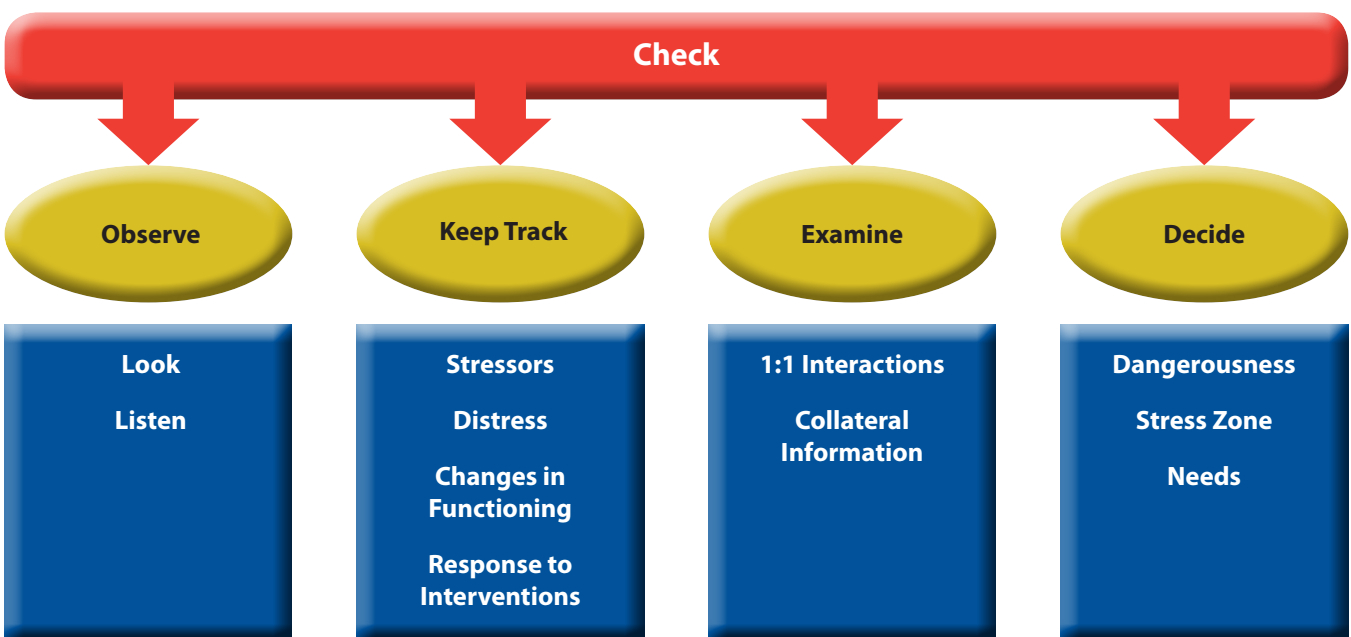 Check
Observe
Keep Track
Examine
Decide
Look
Listen
Stressors
Distress
Changes in
Functioning
Response to
Interventions
1:1 Interactions
Collateral
Information
Dangerousness
Stress Zone
Needs